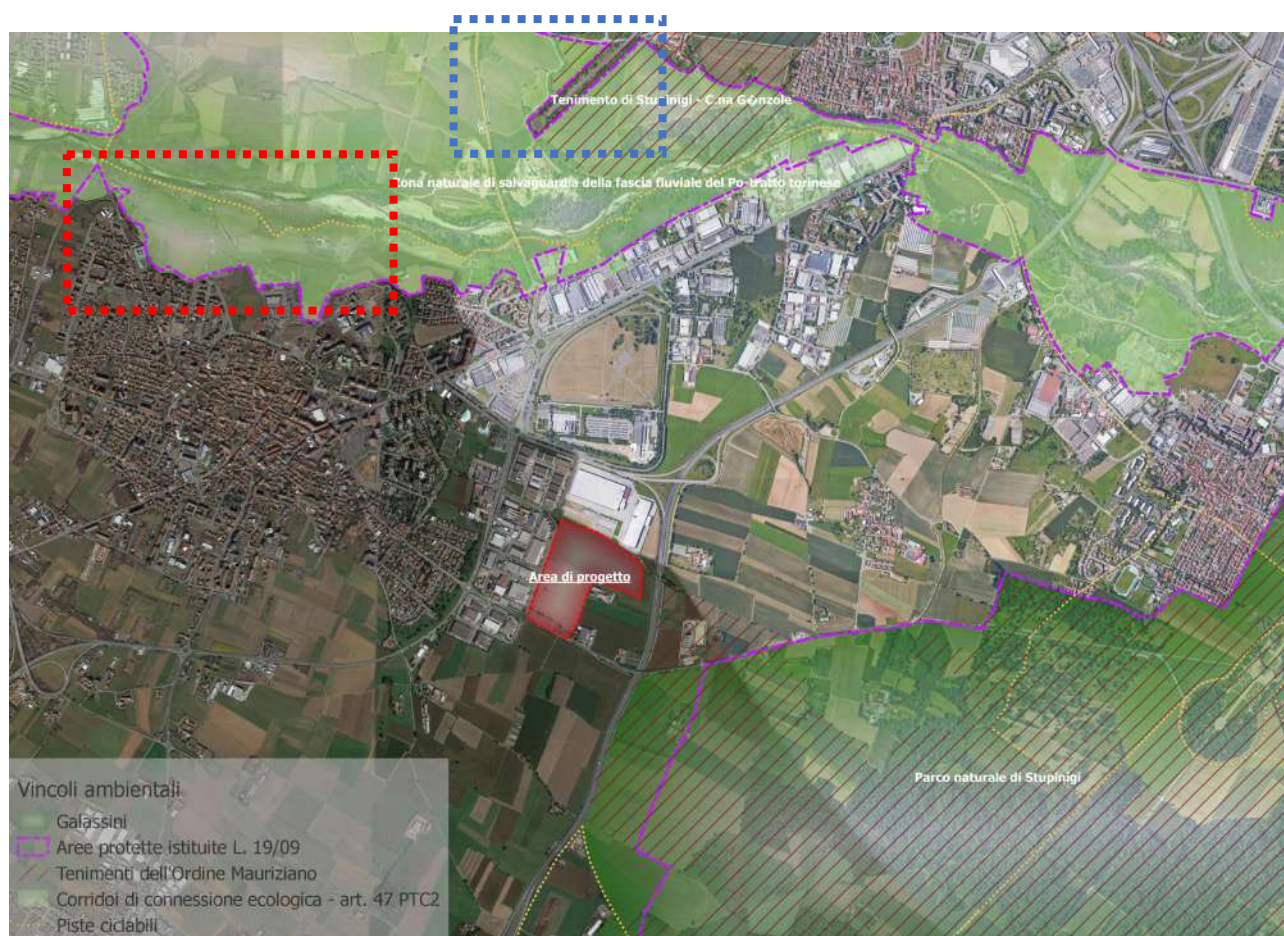 Tenimento di Stupinigi - C.na G�nzole
Zona naturale di salvaguardia della fascia fluviale del Po-tratto torinese
Area di progetto
Parco naturale di Stupinigi
Vincoli ambientali
Galassini
Aree protette istituite L. 19/09
Tenimenti dell'Ordine Mauriziano
Corridoi di connessione ecologica - art. 47 PTC2
Piste ciclabili